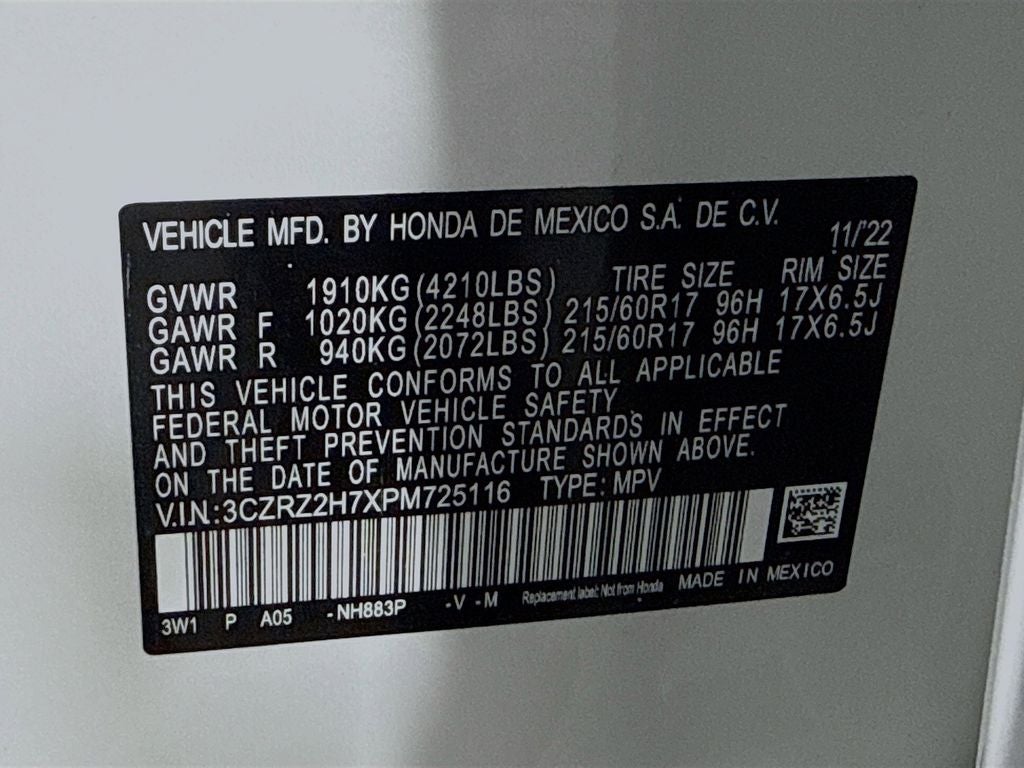 VEHICLE MFD. BY HONDA DE MEXICO S.A. DE C.V. 11/'22
TIRE SIZE RIM SIZE
GVWR 1910KG (4210LBS)
GAWR F 1020KG (2248LBS) 215/60R17 96H 17X6.5J
GAWR R 940KG (2072LBS) 215/60R17 96H 17X6.5J
THIS VEHICLE CONFORMS TO ALL APPLICABLE
FEDERAL MOTOR VEHICLE SAFETY
AND THEFT PREVENTION STANDARDS IN EFFECT
ON THE DATE OF MANUFACTURE SHOWN ABOVE.
V.I.N.:3CZRZ2H7XPM725116 TYPE: MPV
3W1 P A05 -NH883P -V -M Replacement label: Not from Honda MADE IN MEXICO